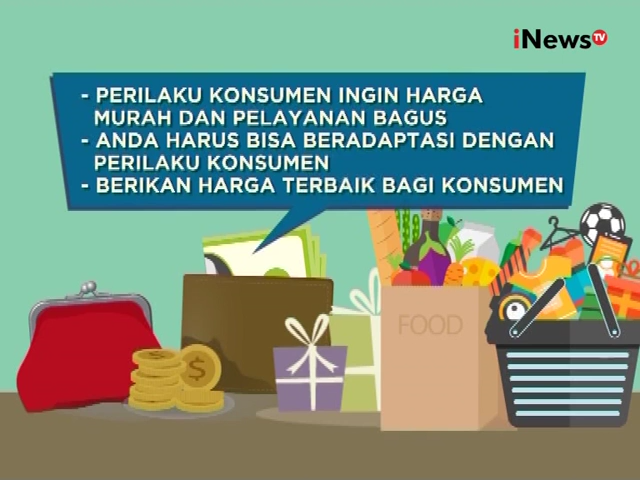 iNews TV
- PERILAKU KONSUMEN INGIN HARGA
MURAH DAN PELAYANAN BAGUS
- ANDA HARUS BISA BERADAPTASI DENGAN
PERILAKU KONSUMEN
- BERIKAN HARGA TERBAIK BAGI KONSUMEN
FOOD
$
$